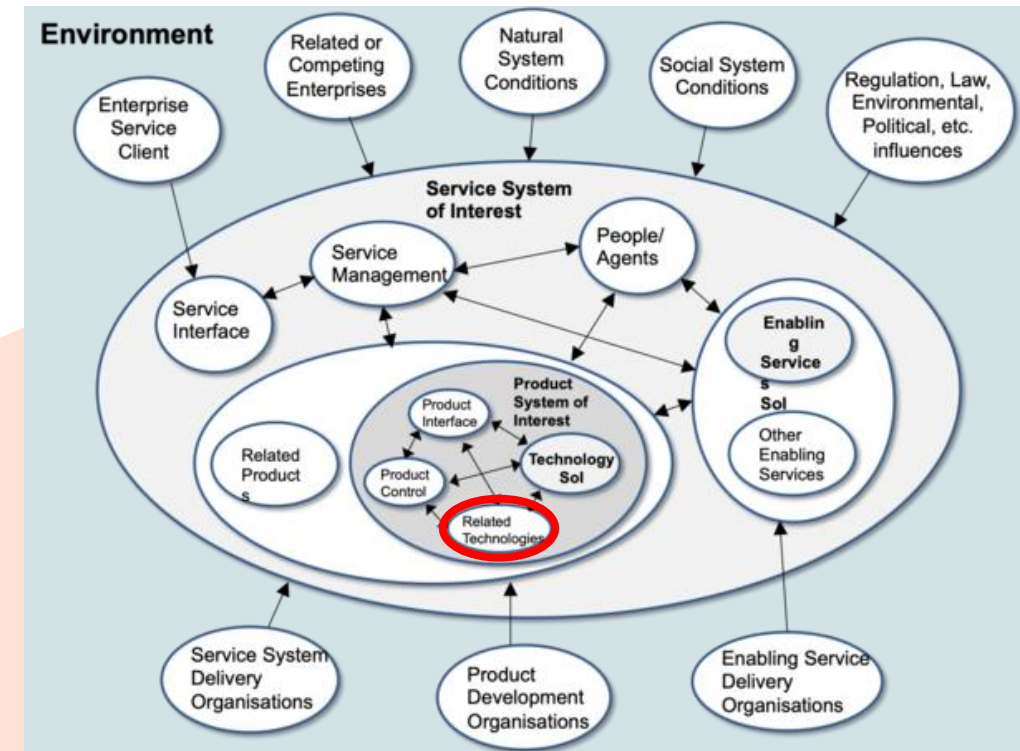 Environment
Related or
Competing
Enterprises
Natural
System
Conditions
Social System
Conditions
Regulation, Law,
Environmental,
Political, etc.
influences
Enterprise
Service
Client
Service System
of Interest
Service
Management
People/
Agents
Service
Interface
Enablin
g
Service
s
Sol
Other
Enabling
Services
Product
System of
Interest
Product
Interface
Technology
Sol
Product
Control
Related
Technologies
Related
Product
s
Service System
Delivery
Organisations
Product
Development
Organisations
Enabling Service
Delivery
Organisations